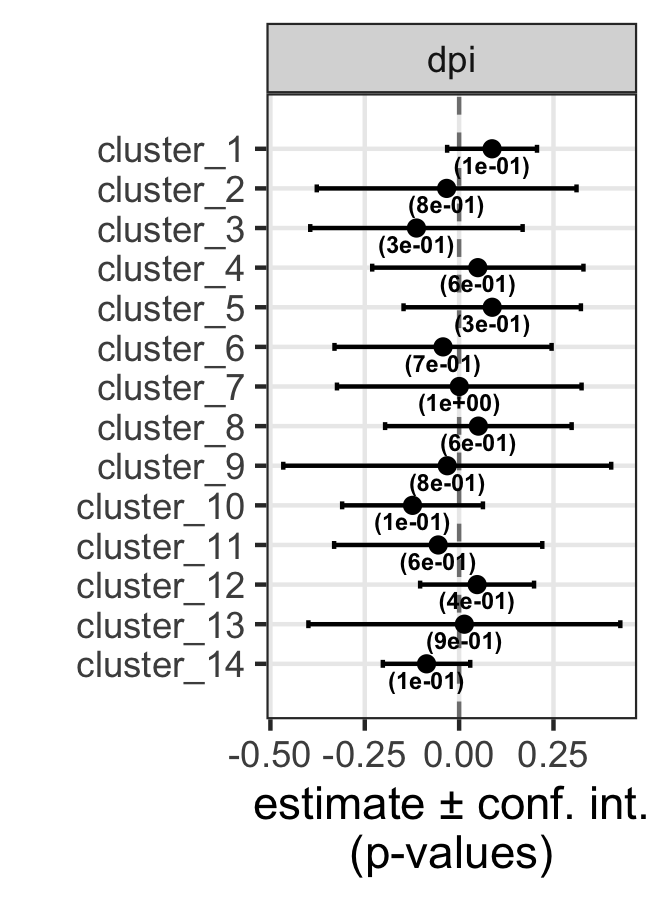 dpi
cluster_1
(1e-01)
cluster_2
(8e-01)
cluster_3
(3e-01)
cluster_4
(6e-01)
cluster_5
(3e-01)
cluster_6
(7e-01)
cluster_7
(1e+00)
cluster_8
(6e-01)
cluster_9
(8e-01)
cluster_10
(1e-01)
cluster_11
(6e-01)
cluster_12
(4e-01)
cluster_13
(9e-01)
cluster_14
(1e-01)
-0.50 -0.25 0.00 0.25
estimate ± conf. int.
(p-values)